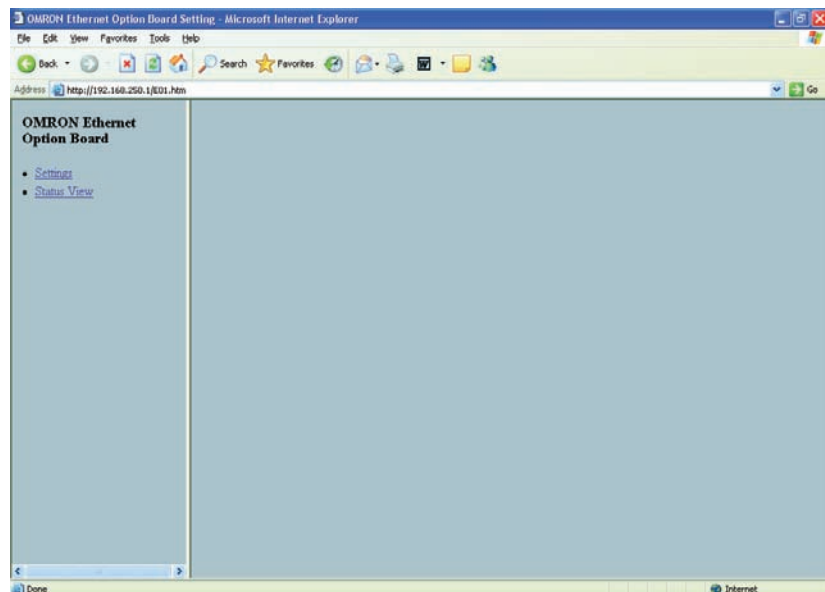 OMRON Ethernet Option Board Setting - Microsoft Internet Explorer
File Edit View Favorites Tools Help
Back Search Favorites
Address http://192.168.250.1/E01.htm Go
OMRON Ethernet
Option Board
Settings
Status View
Done Internet